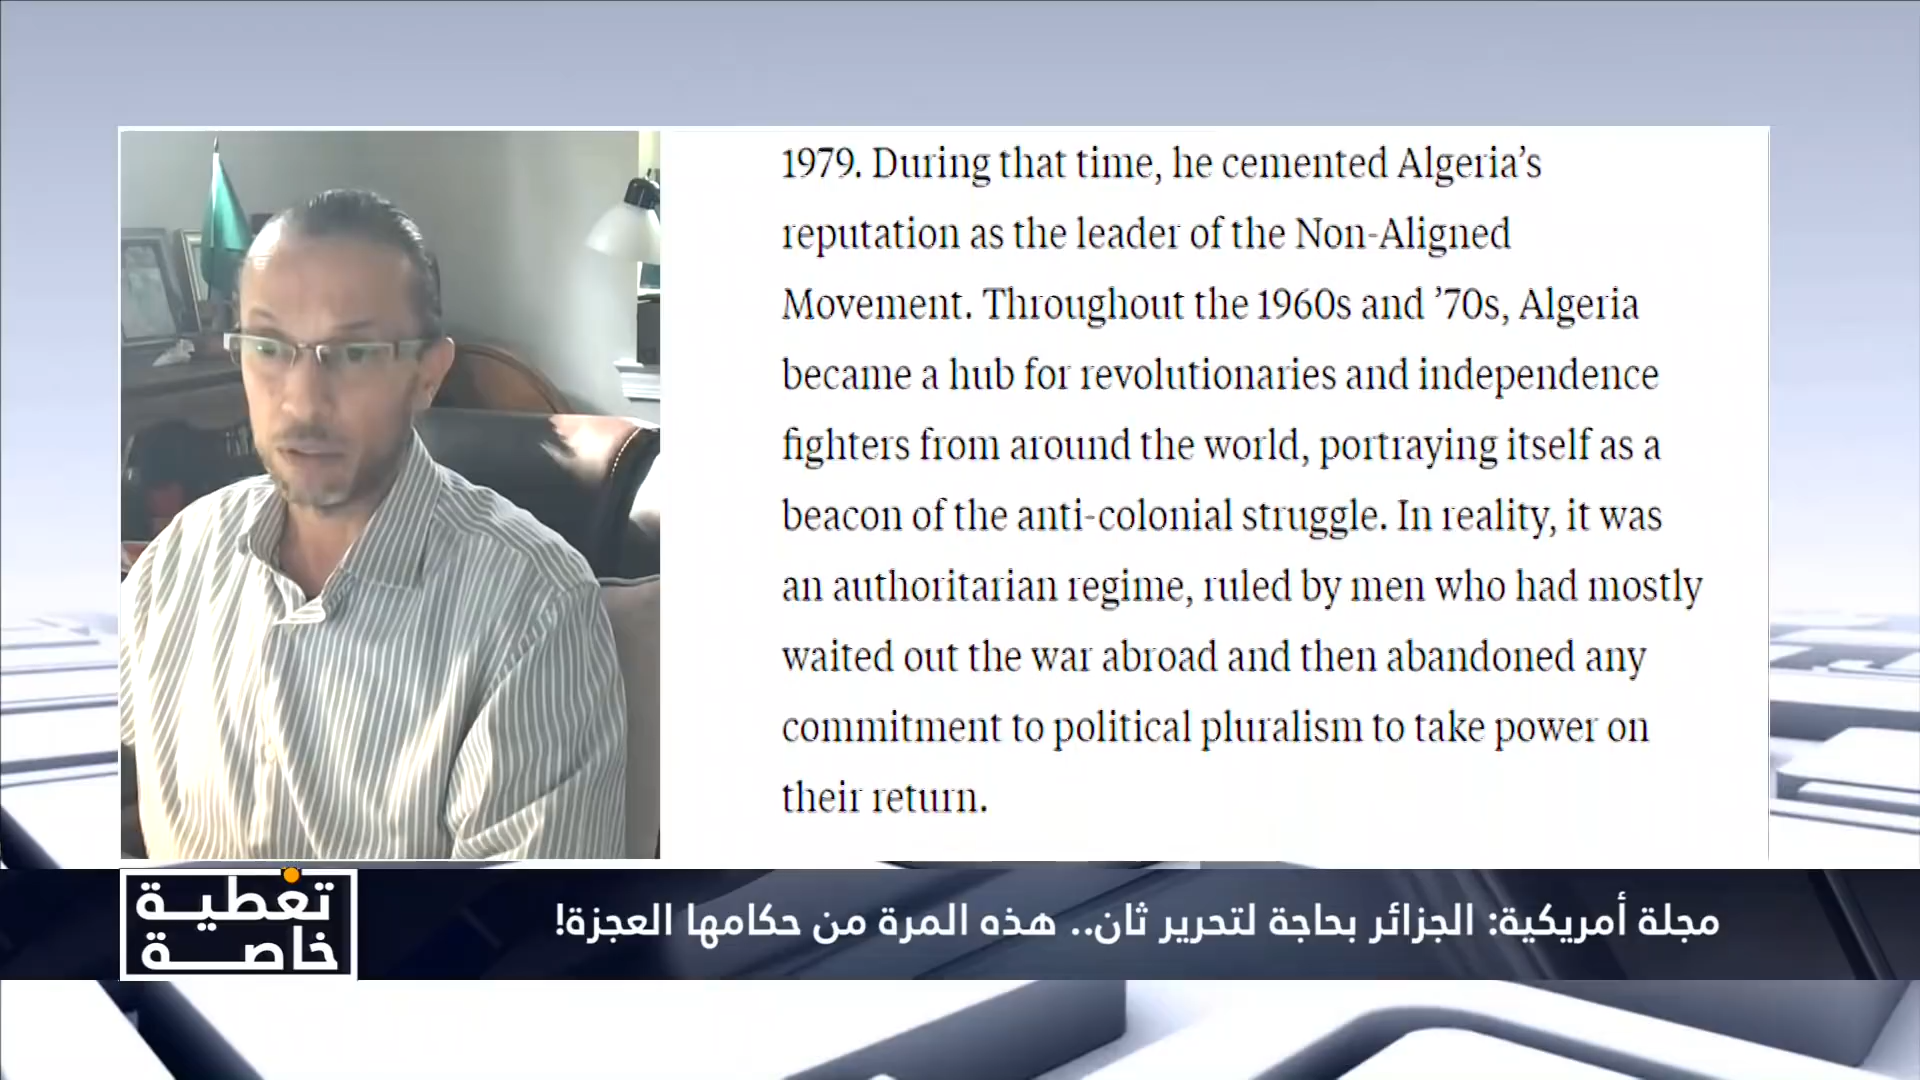 1979. During that time, he cemented Algeria’s
reputation as the leader of the Non-Aligned
Movement. Throughout the 1960s and ’70s, Algeria
became a hub for revolutionaries and independence
fighters from around the world, portraying itself as a
beacon of the anti-colonial struggle. In reality, it was
an authoritarian regime, ruled by men who had mostly
waited out the war abroad and then abandoned any
commitment to political pluralism to take power on
their return.
مجلة أمريكية: الجزائر بحاجة لتحرير ثان.. هذه المرة من حكامها العجزة!
تغطية
خاصة